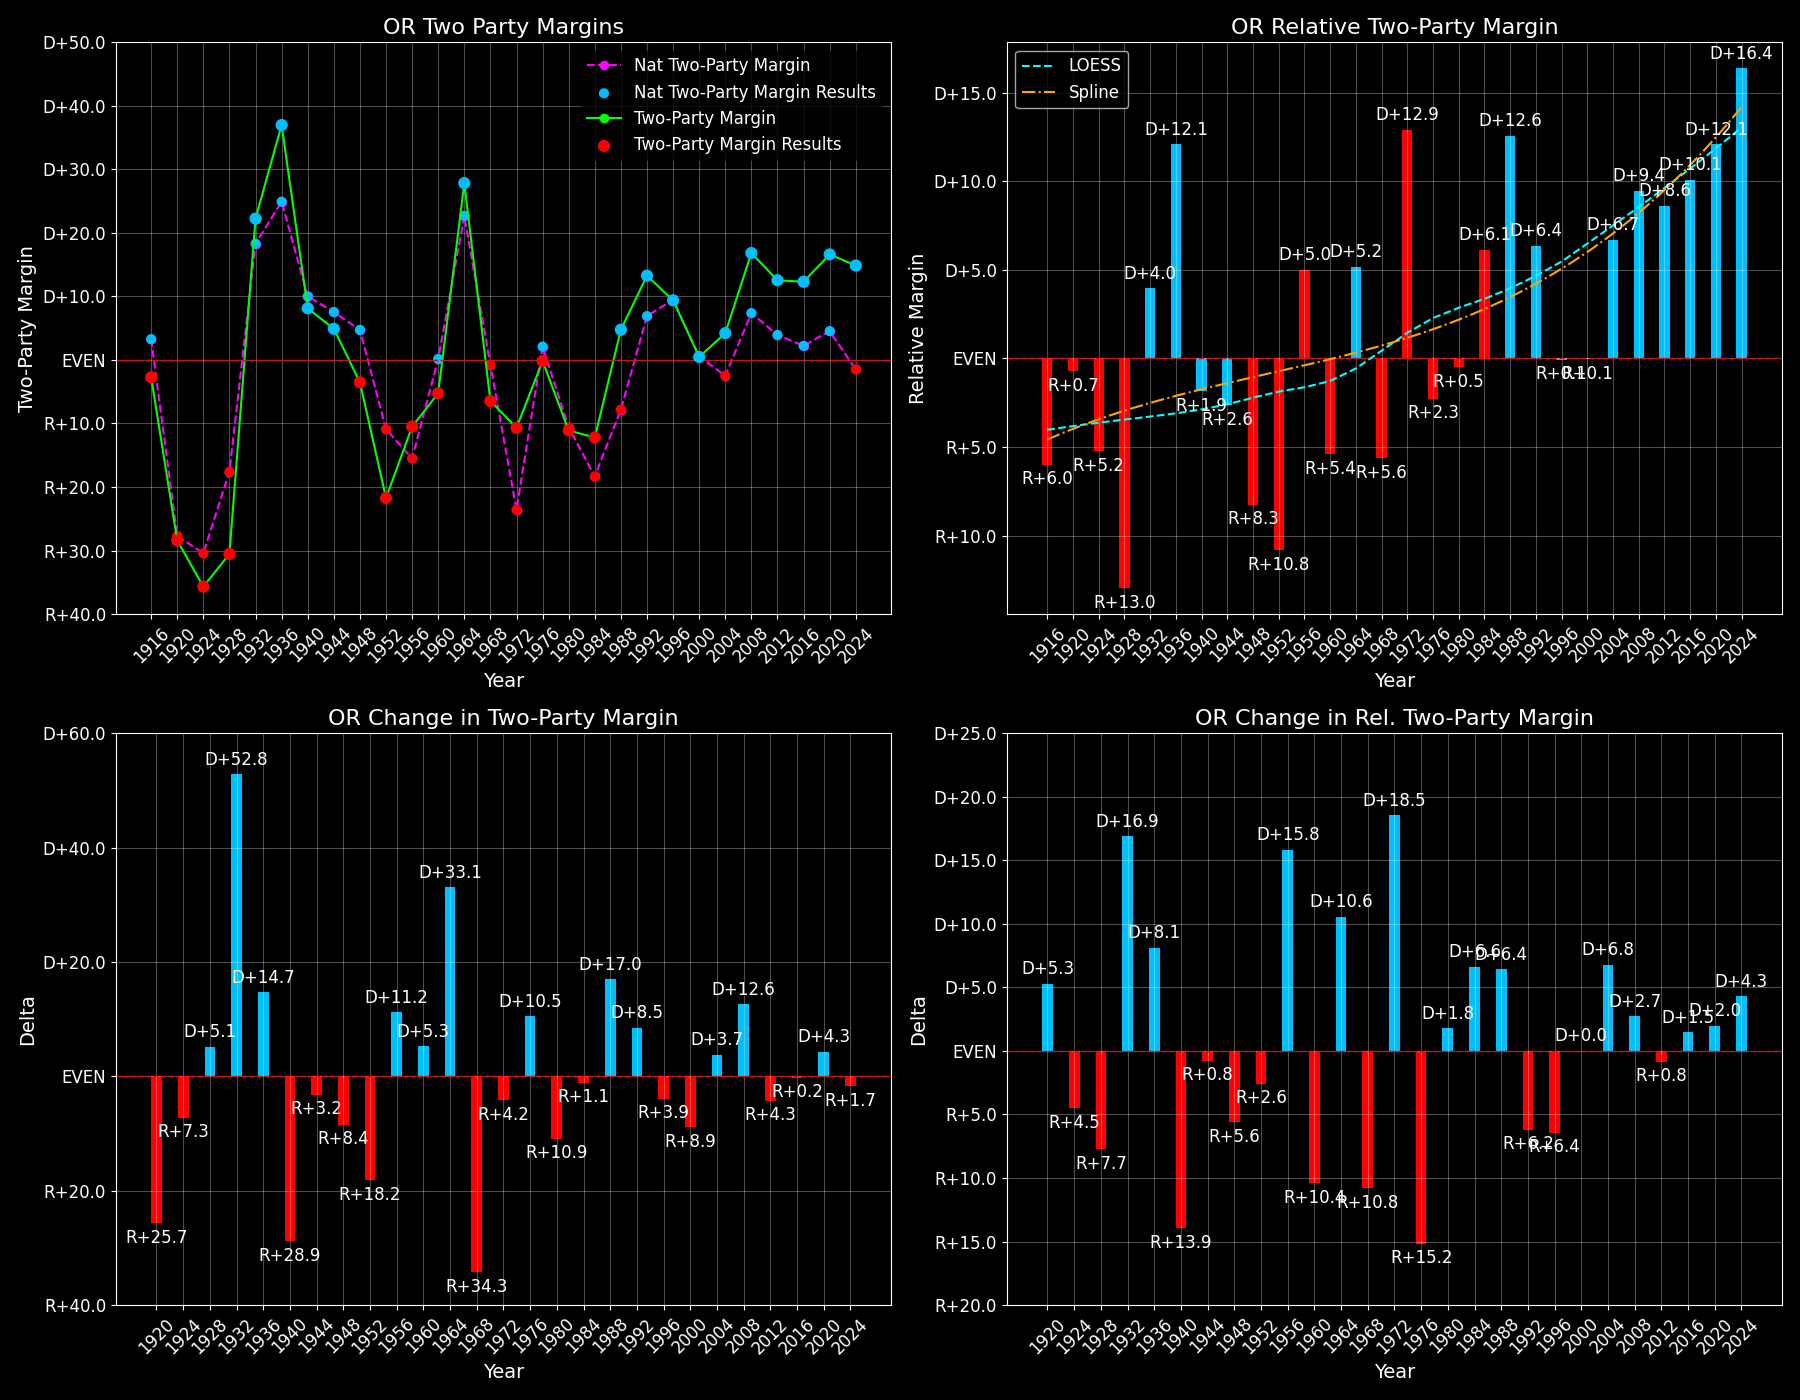 OR Two Party Margins
D+50.0
D+40.0
D+30.0
D+20.0
D+10.0
EVEN
R+10.0
R+20.0
R+30.0
R+40.0
Two-Party Margin
Nat Two-Party Margin
Nat Two-Party Margin Results
Two-Party Margin
Two-Party Margin Results
1916 1920 1924 1928 1932 1936 1940 1944 1948 1952 1956 1960 1964 1968 1972 1976 1980 1984 1988 1992 1996 2000 2004 2008 2012 2016 2020 2024
Year
OR Relative Two-Party Margin
D+15.0
D+10.0
D+5.0
EVEN
R+5.0
R+10.0
Relative Margin
LOESS
Spline
R+6.0
R+0.7
R+5.2
R+13.0
D+4.0
D+12.1
R+1.9
R+2.6
R+8.3
R+10.8
D+5.0
R+5.4
D+5.2
R+5.6
D+12.9
R+2.3
R+0.5
D+6.1
D+12.6
D+6.4
R+0.1
R+0.1
D+6.7
D+9.4
D+8.6
D+10.1
D+12.1
D+16.4
1916 1920 1924 1928 1932 1936 1940 1944 1948 1952 1956 1960 1964 1968 1972 1976 1980 1984 1988 1992 1996 2000 2004 2008 2012 2016 2020 2024
Year
OR Change in Two-Party Margin
D+60.0
D+40.0
D+20.0
EVEN
R+20.0
R+40.0
Delta
R+25.7
R+7.3
D+5.1
D+52.8
D+14.7
R+28.9
R+3.2
R+8.4
R+18.2
D+11.2
D+5.3
D+33.1
R+34.3
R+4.2
D+10.5
R+10.9
R+1.1
D+17.0
D+8.5
R+3.9
R+8.9
D+3.7
D+12.6
R+4.3
R+0.2
D+4.3
R+1.7
1920 1924 1928 1932 1936 1940 1944 1948 1952 1956 1960 1964 1968 1972 1976 1980 1984 1988 1992 1996 2000 2004 2008 2012 2016 2020 2024
Year
OR Change in Rel. Two-Party Margin
D+25.0
D+20.0
D+15.0
D+10.0
D+5.0
EVEN
R+5.0
R+10.0
R+15.0
R+20.0
Delta
D+5.3
R+4.5
R+7.7
D+16.9
D+8.1
R+13.9
R+0.8
R+5.6
R+2.6
D+15.8
R+10.4
D+10.6
R+10.8
D+18.5
R+15.2
D+1.8
D+6.6
D+6.4
R+6.2
R+6.4
D+0.0
D+6.8
D+2.7
R+0.8
D+1.5
D+2.0
D+4.3
1920 1924 1928 1932 1936 1940 1944 1948 1952 1956 1960 1964 1968 1972 1976 1980 1984 1988 1992 1996 2000 2004 2008 2012 2016 2020 2024
Year